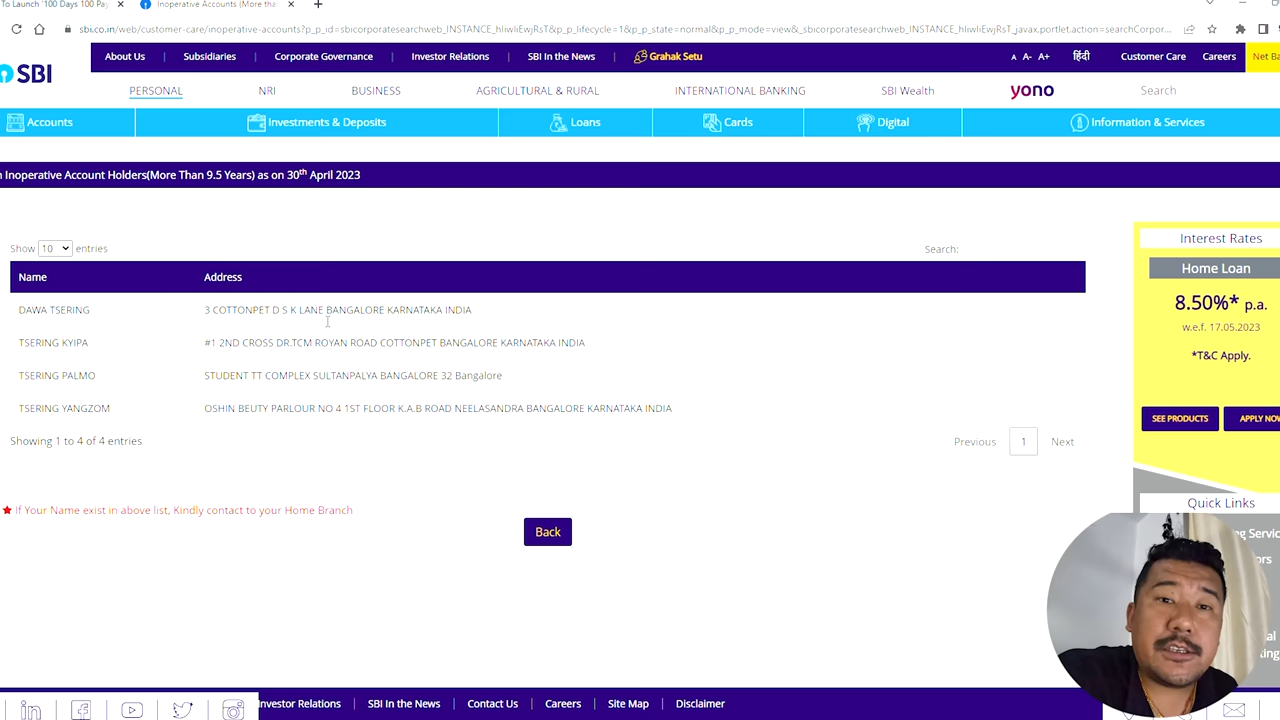 To Launch '100 Days 100 Pay
Inoperative Accounts (More tha
sbi.co.in/web/customer-care/inoperative-accounts?p_p_id=sbicorporatesearchweb_INSTANCE_hIiwIiEwjRsT&p_p_lifecycle=1&p_p_state=normal&p_p_mode=view&_sbicorporatesearchweb_INSTANCE_hIiwIiEwjRsT_javax.portlet.action=searchCorpor...
SBI
About Us
Subsidiaries
Corporate Governance
Investor Relations
SBI In the News
Grahak Setu
A A- A+
हिंदी
Customer Care
Careers
Net Ba
PERSONAL
NRI
BUSINESS
AGRICULTURAL & RURAL
INTERNATIONAL BANKING
SBI Wealth
yono
Search
Accounts
Investments & Deposits
Loans
Cards
Digital
Information & Services
n Inoperative Account Holders(More Than 9.5 Years) as on 30th April 2023
Show 10 entries
Search:
Name Address
DAWA TSERING 3 COTTONPET D S K LANE BANGALORE KARNATAKA INDIA
TSERING KYIPA #1 2ND CROSS DR.TCM ROYAN ROAD COTTONPET BANGALORE KARNATAKA INDIA
TSERING PALMO STUDENT TT COMPLEX SULTANPALYA BANGALORE 32 Bangalore
TSERING YANGZOM OSHIN BEUTY PARLOUR NO 4 1ST FLOOR K.A.B ROAD NEELASANDRA BANGALORE KARNATAKA INDIA
Showing 1 to 4 of 4 entries
Previous 1 Next
If Your Name exist in above list, Kindly contact to your Home Branch
Back
Interest Rates
Home Loan
8.50%* p.a.
w.e.f. 17.05.2023
*T&C Apply.
SEE PRODUCTS
APPLY NOW
Quick Links
ng Servic
ors
al
ing
Investor Relations
SBI In the News
Contact Us
Careers
Site Map
Disclaimer